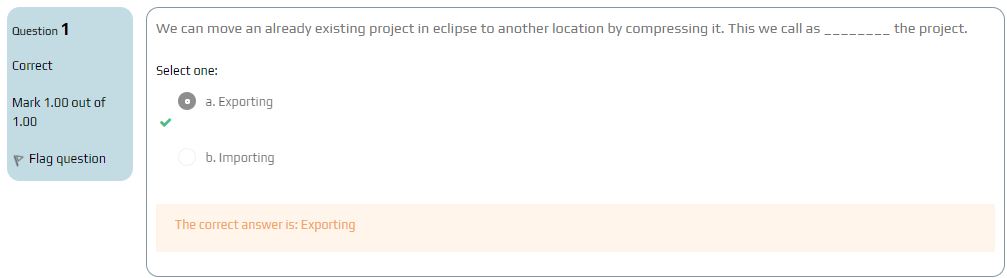 Question 1
Correct
Mark 1.00 out of
1.00
Flag question
We can move an already existing project in eclipse to another location by compressing it. This we call as ________ the project.
Select one:
a. Exporting
b. Importing
The correct answer is: Exporting